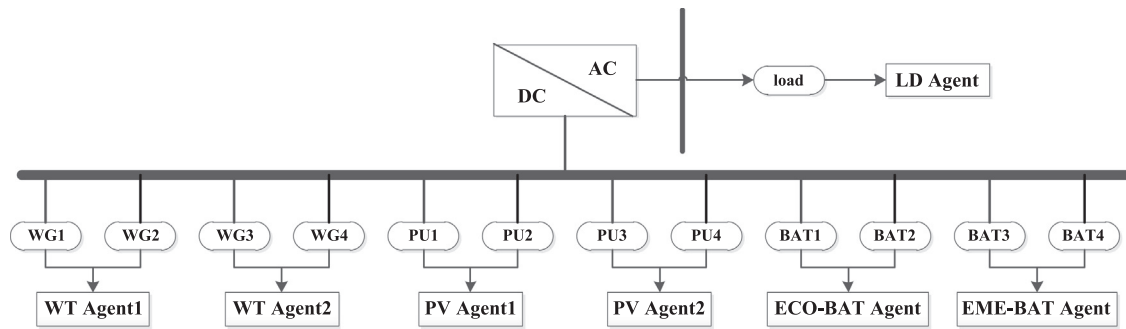 AC
DC
load
LD Agent
WG1 WG2 WG3 WG4 PU1 PU2 PU3 PU4 BAT1 BAT2 BAT3 BAT4
WT Agent1 WT Agent2 PV Agent1 PV Agent2 ECO-BAT Agent EME-BAT Agent